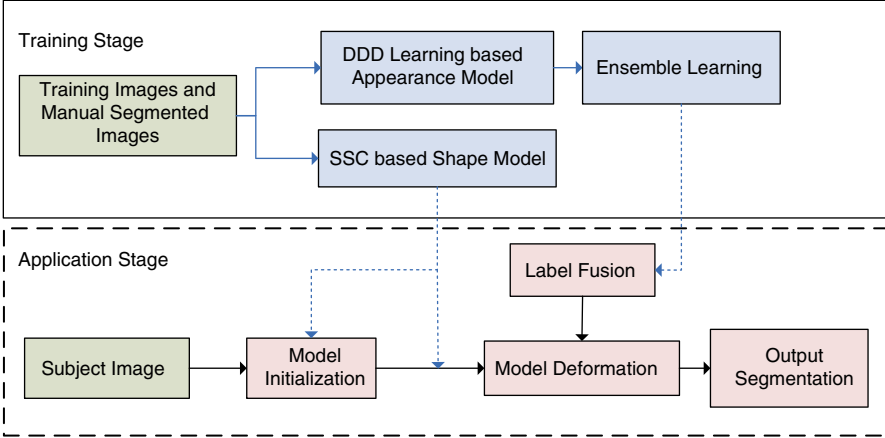 Training Stage
Training Images and
Manual Segmented
Images
DDD Learning based
Appearance Model
Ensemble Learning
SSC based Shape Model
Application Stage
Label Fusion
Subject Image
Model
Initialization
Model Deformation
Output
Segmentation